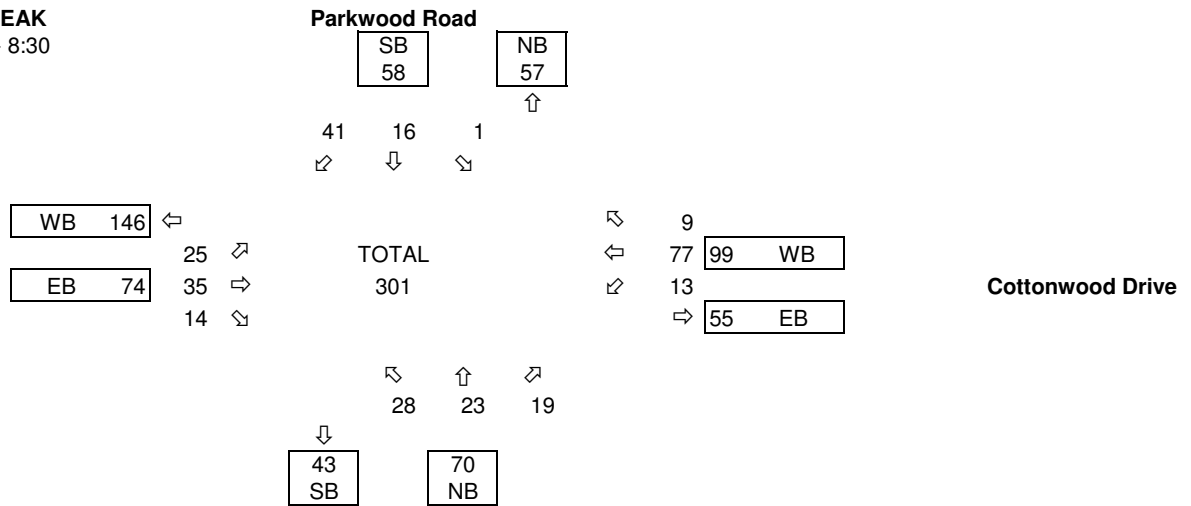 EAK Parkwood Road
8:30 SB NB
58 57
⇧
41 16 1
⬃ ⇩ ⬂
WB 146 ⇦ ⬁ 9
25 ⬀ TOTAL ⇦ 77 99 WB
EB 74 35 ⇨ 301 ⬃ 13 Cottonwood Drive
14 ⬂ ⇨ 55 EB
⬁ ⇧ ⬀
28 23 19
⇩
43 70
SB NB